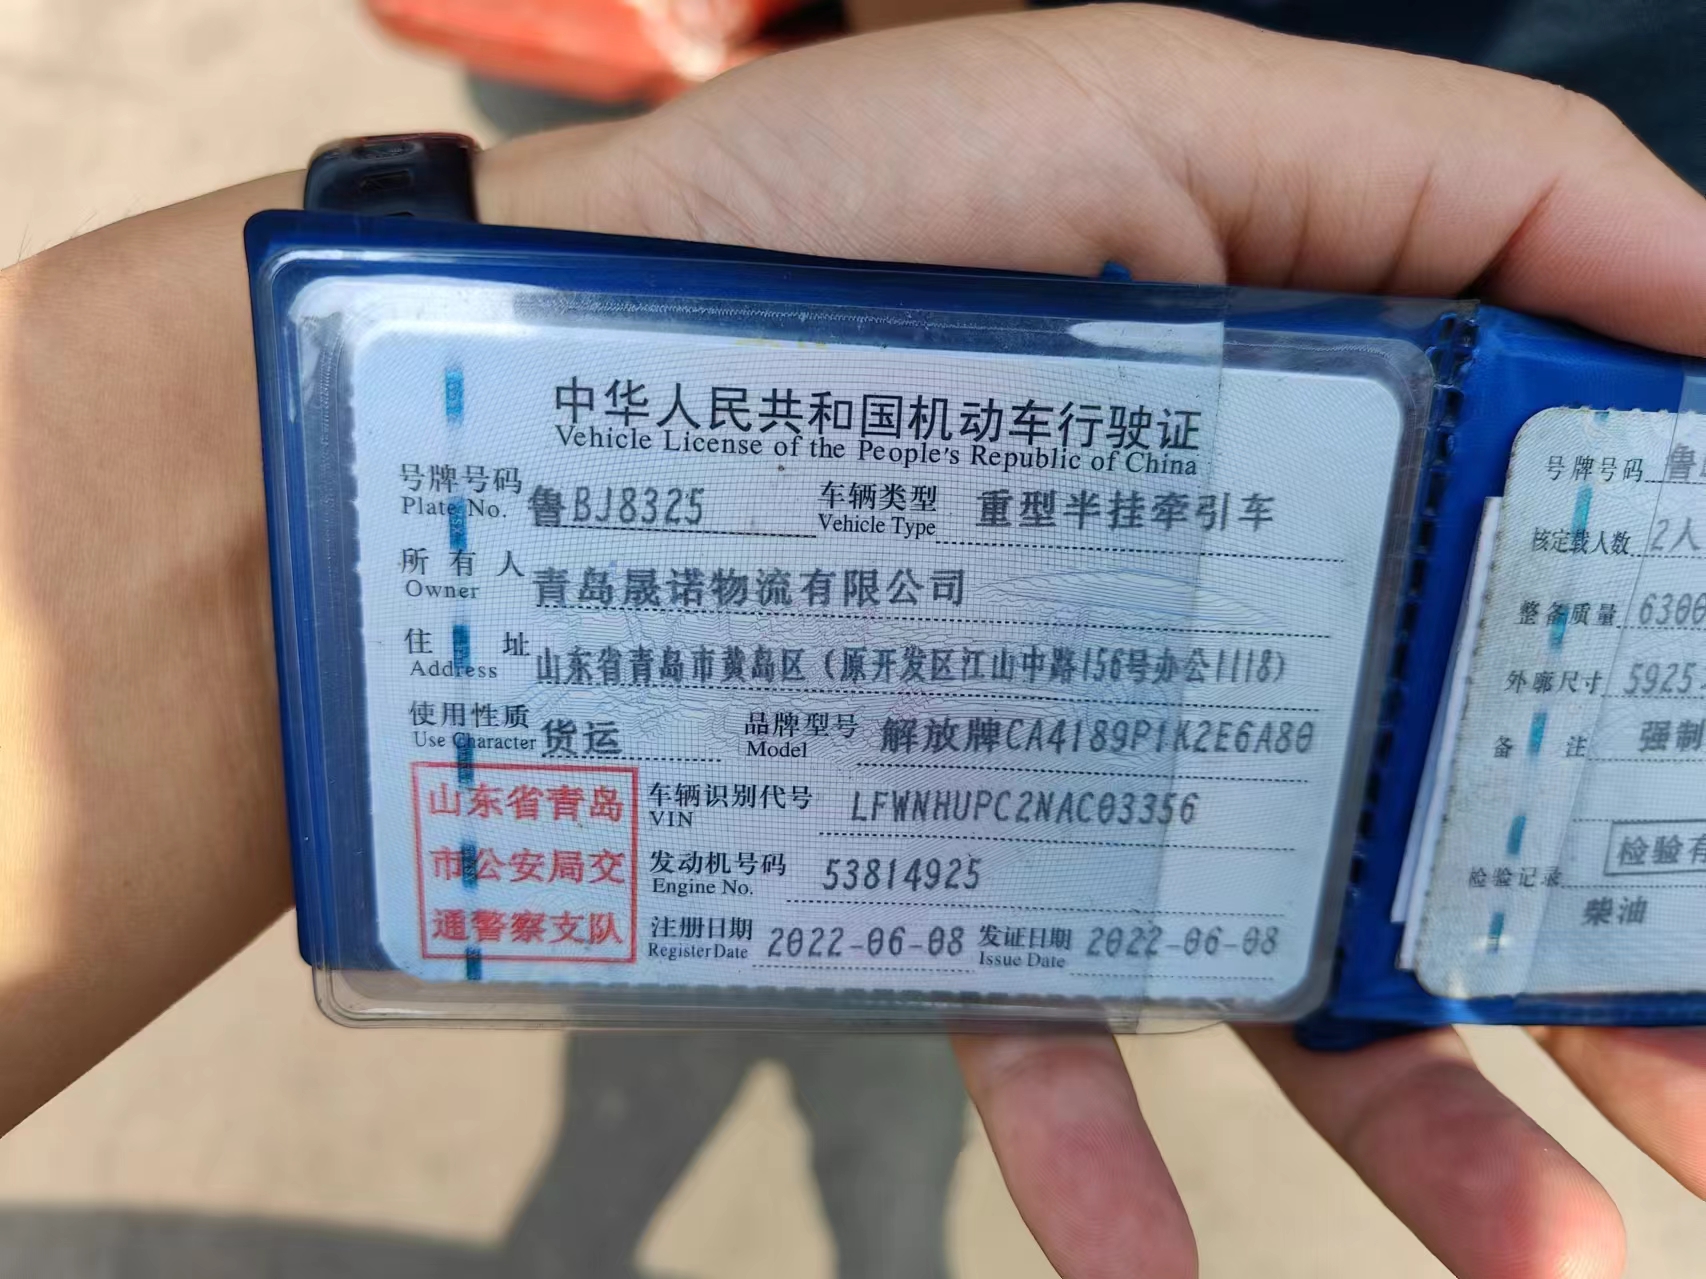 中华人民共和国机动车行驶证
Vehicle License of the People's Republic of China
号牌号码 鲁BJ8325 车辆类型 重型半挂牵引车
Plate No. Vehicle Type
所有人 青岛晟诺物流有限公司
Owner
住址 山东省青岛市黄岛区（原开发区江山中路156号办公1118）
Address
使用性质 货运 品牌型号 解放牌CA4189P1K2E6A80
Use Character Model
山东省青岛
市公安局交
通警察支队
车辆识别代号 LFWNHUPC2NAC03356
VIN
发动机号码 53814925
Engine No.
注册日期 2022-06-08 发证日期 2022-06-08
Register Date Issue Date
号牌号码 鲁
核定载人数 2人
整备质量 6300
外廓尺寸 5925
备注 强制
检验有
检验记录
柴油